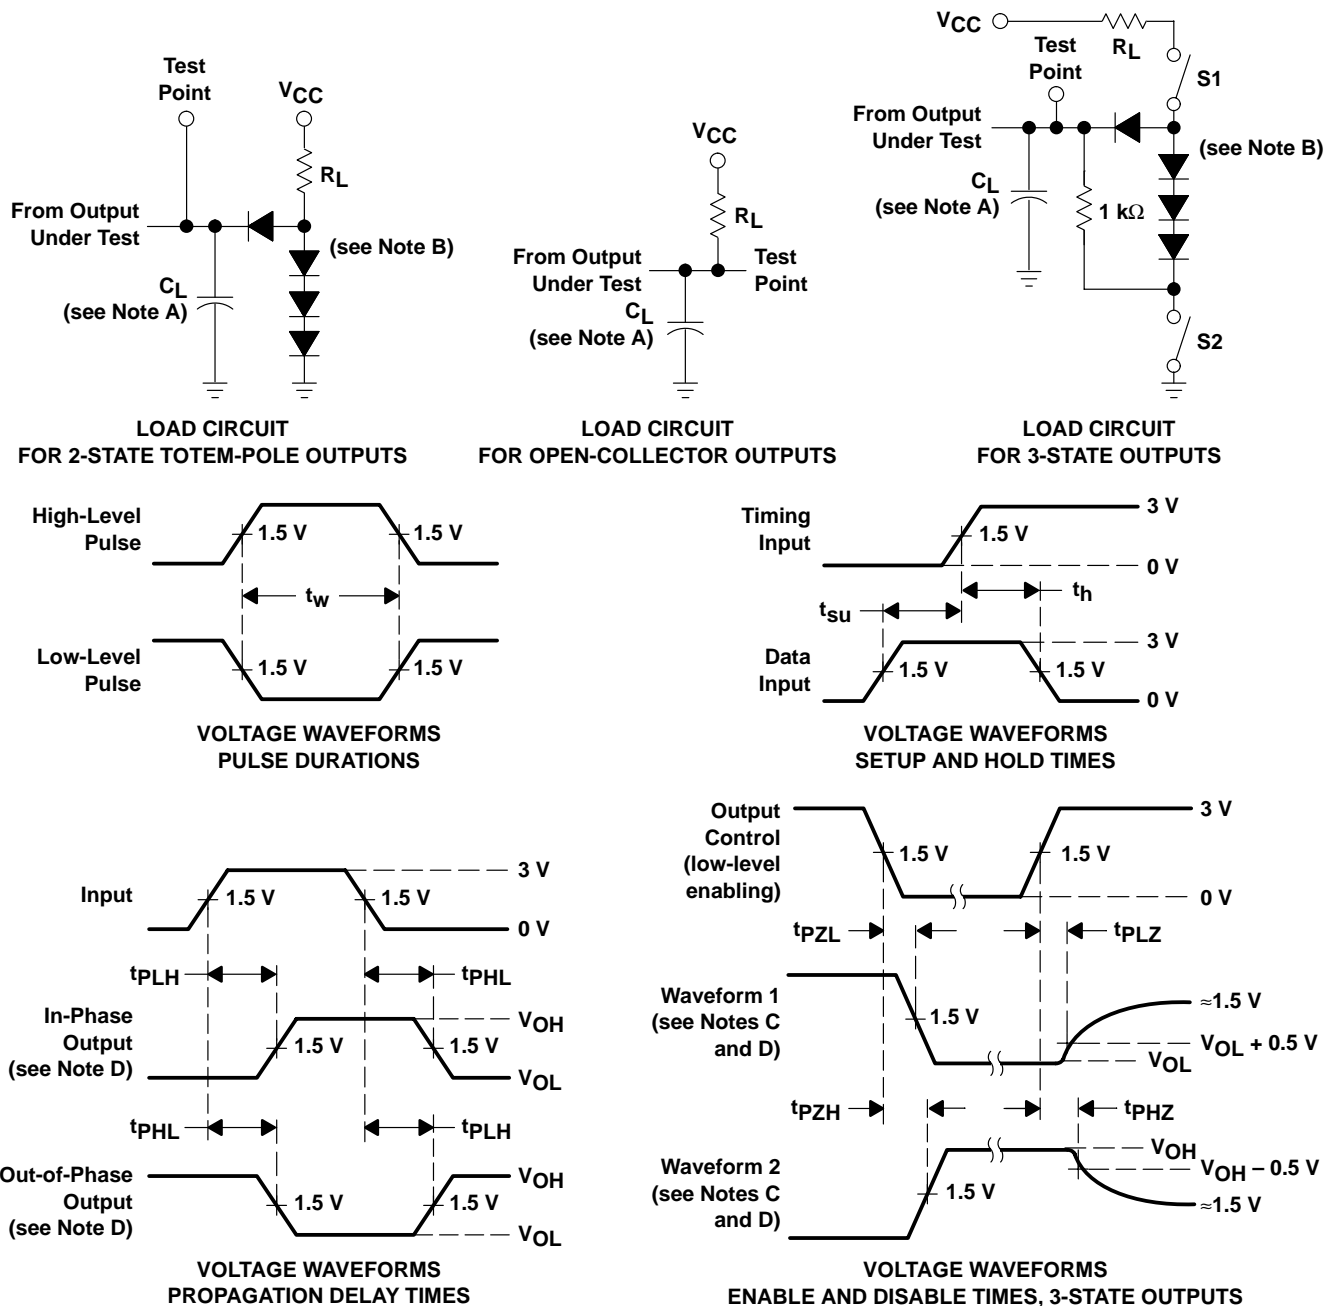 Test
Point
VCC
RL
From Output
Under Test
(see Note B)
CL
(see Note A)
LOAD CIRCUIT
FOR 2-STATE TOTEM-POLE OUTPUTS
VCC
RL
From Output
Under Test
Test
Point
CL
(see Note A)
LOAD CIRCUIT
FOR OPEN-COLLECTOR OUTPUTS
VCC
RL
Test
Point
S1
From Output
Under Test
(see Note B)
CL
(see Note A)
1 kΩ
S2
LOAD CIRCUIT
FOR 3-STATE OUTPUTS
High-Level
Pulse
1.5 V
1.5 V
tw
Low-Level
Pulse
1.5 V
1.5 V
VOLTAGE WAVEFORMS
PULSE DURATIONS
Timing
Input
1.5 V
3 V
0 V
th
tsu
Data
Input
1.5 V
1.5 V
3 V
0 V
VOLTAGE WAVEFORMS
SETUP AND HOLD TIMES
Input
1.5 V
1.5 V
3 V
0 V
tPLH
tPHL
In-Phase
Output
(see Note D)
1.5 V
1.5 V
VOH
VOL
tPHL
tPLH
Out-of-Phase
Output
(see Note D)
1.5 V
1.5 V
VOH
VOL
VOLTAGE WAVEFORMS
PROPAGATION DELAY TIMES
Output
Control
(low-level
enabling)
1.5 V
1.5 V
3 V
0 V
tPZL
tPLZ
Waveform 1
(see Notes C
and D)
1.5 V
≈1.5 V
VOL + 0.5 V
VOL
tPZH
tPHZ
Waveform 2
(see Notes C
and D)
1.5 V
VOH
VOH − 0.5 V
≈1.5 V
VOLTAGE WAVEFORMS
ENABLE AND DISABLE TIMES, 3-STATE OUTPUTS